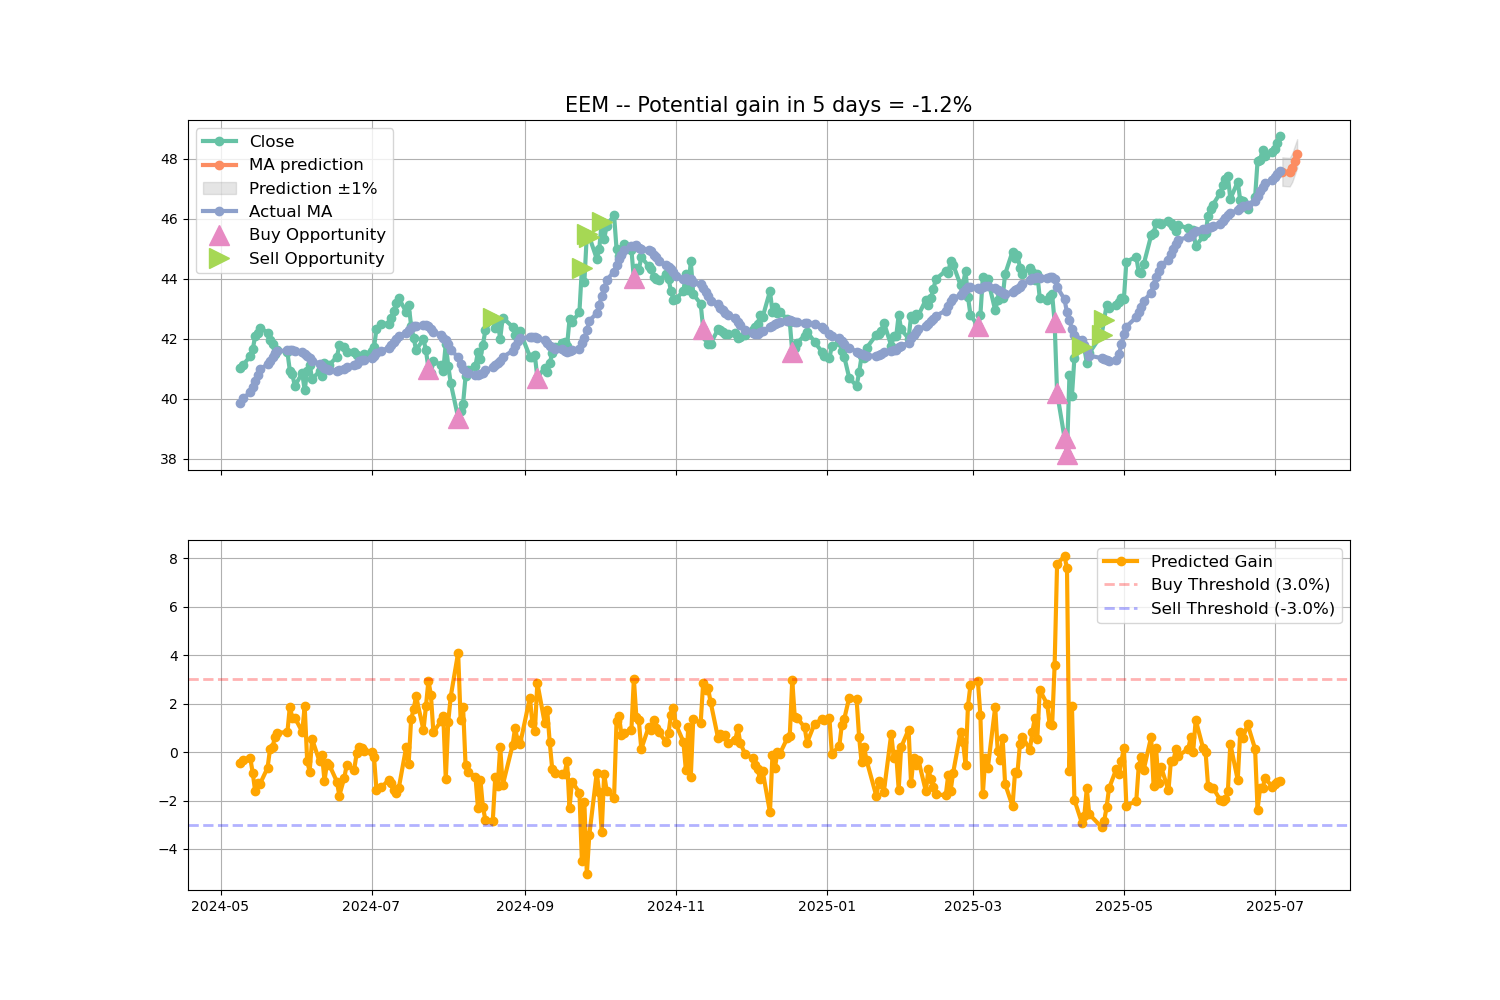 EEM -- Potential gain in 5 days = -1.2%
Close
MA prediction
Prediction ±1%
Actual MA
Buy Opportunity
Sell Opportunity
48
46
44
42
40
38
Predicted Gain
Buy Threshold (3.0%)
Sell Threshold (-3.0%)
8
6
4
2
0
−2
−4
2024-05
2024-07
2024-09
2024-11
2025-01
2025-03
2025-05
2025-07